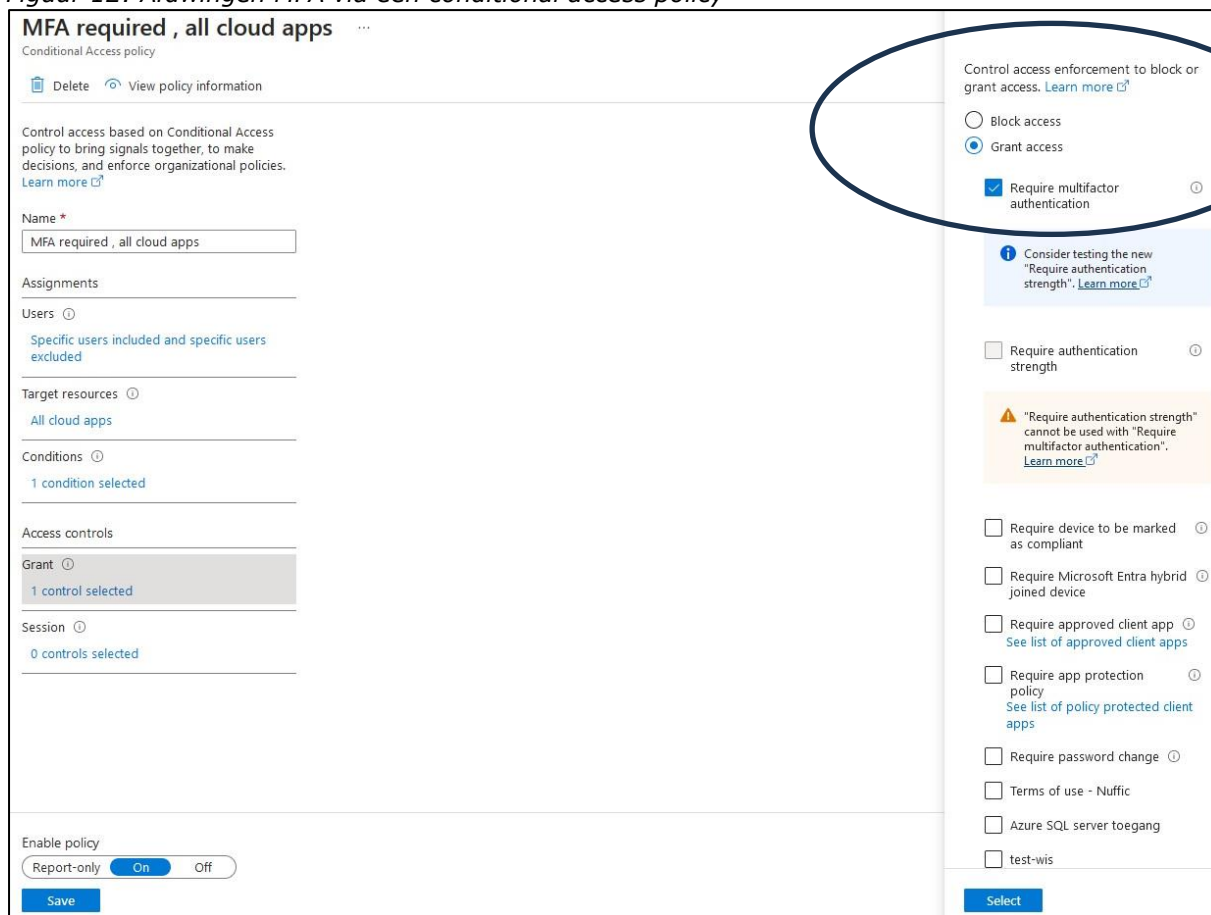 Figuur 12: Afdwingen MFA via een conditional access policy
MFA required , all cloud apps ...
Conditional Access policy
Delete View policy information
Control access based on Conditional Access
policy to bring signals together, to make
decisions, and enforce organizational policies.
Learn more
Name *
MFA required , all cloud apps
Assignments
Users
Specific users included and specific users
excluded
Target resources
All cloud apps
Conditions
1 condition selected
Access controls
Grant
1 control selected
Session
0 controls selected
Enable policy
Report-only On Off
Save
Control access enforcement to block or
grant access. Learn more
Block access
Grant access
Require multifactor
authentication
Consider testing the new
"Require authentication
strength". Learn more
Require authentication
strength
"Require authentication strength"
cannot be used with "Require
multifactor authentication".
Learn more
Require device to be marked
as compliant
Require Microsoft Entra hybrid
joined device
Require approved client app
See list of approved client apps
Require app protection
policy
See list of policy protected client
apps
Require password change
Terms of use - Nuffic
Azure SQL server toegang
test-wis
Select